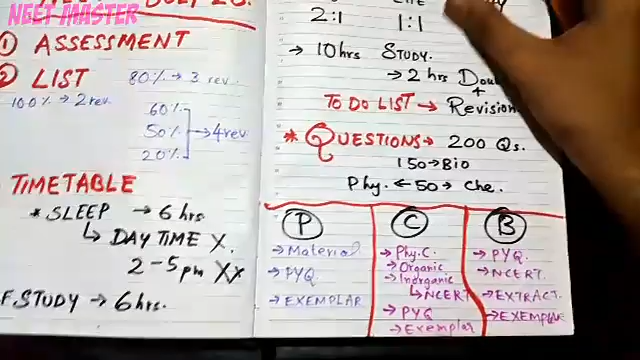 NEET MASTER
① ASSESSMENT
② LIST 80% → 3 rev.
100% → 2 rev.
60%
50% → 4 rev
20%
TIMETABLE
* SLEEP → 6 hrs
↳ DAY TIME X.
2-5 pm XX
F. STUDY → 6 hrs.
2:1 1:1
→ 10 hrs STUDY.
→ 2 hrs
+
TO DO LIST → Revision
* QUESTIONS → 200 Qs.
150 → Bio
Phy. ← 50 → Che.
P
→ Material
→ PYQ
→ EXEMPLAR
C
→ Phy. C.
→ Organic
→ Inorganic
↳ NCERT
→ PYQ
→ Exemplar
B
→ PYQ.
→ NCERT.
→ EXTRACT.
→ EXEMPLAR